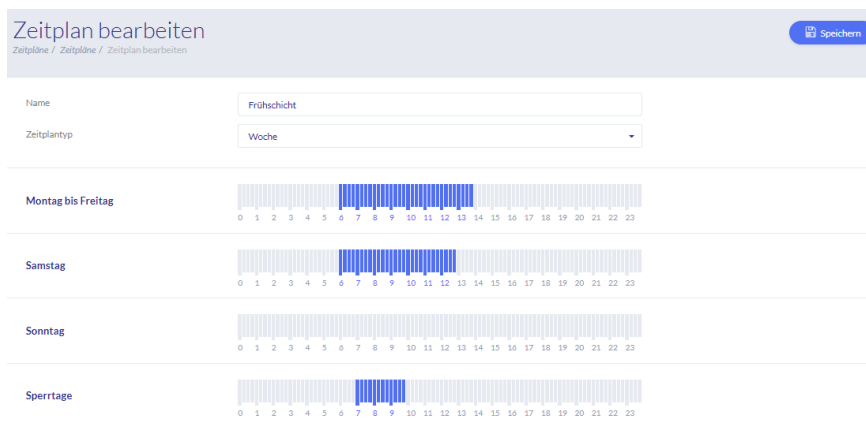 Zeitplan bearbeiten
Zeitpläne / Zeitpläne / Zeitplan bearbeiten
Speichern
Name
Frühschicht
Zeitplantyp
Woche
Montag bis Freitag
0 1 2 3 4 5 6 7 8 9 10 11 12 13 14 15 16 17 18 19 20 21 22 23
Samstag
0 1 2 3 4 5 6 7 8 9 10 11 12 13 14 15 16 17 18 19 20 21 22 23
Sonntag
0 1 2 3 4 5 6 7 8 9 10 11 12 13 14 15 16 17 18 19 20 21 22 23
Sperrtage
0 1 2 3 4 5 6 7 8 9 10 11 12 13 14 15 16 17 18 19 20 21 22 23